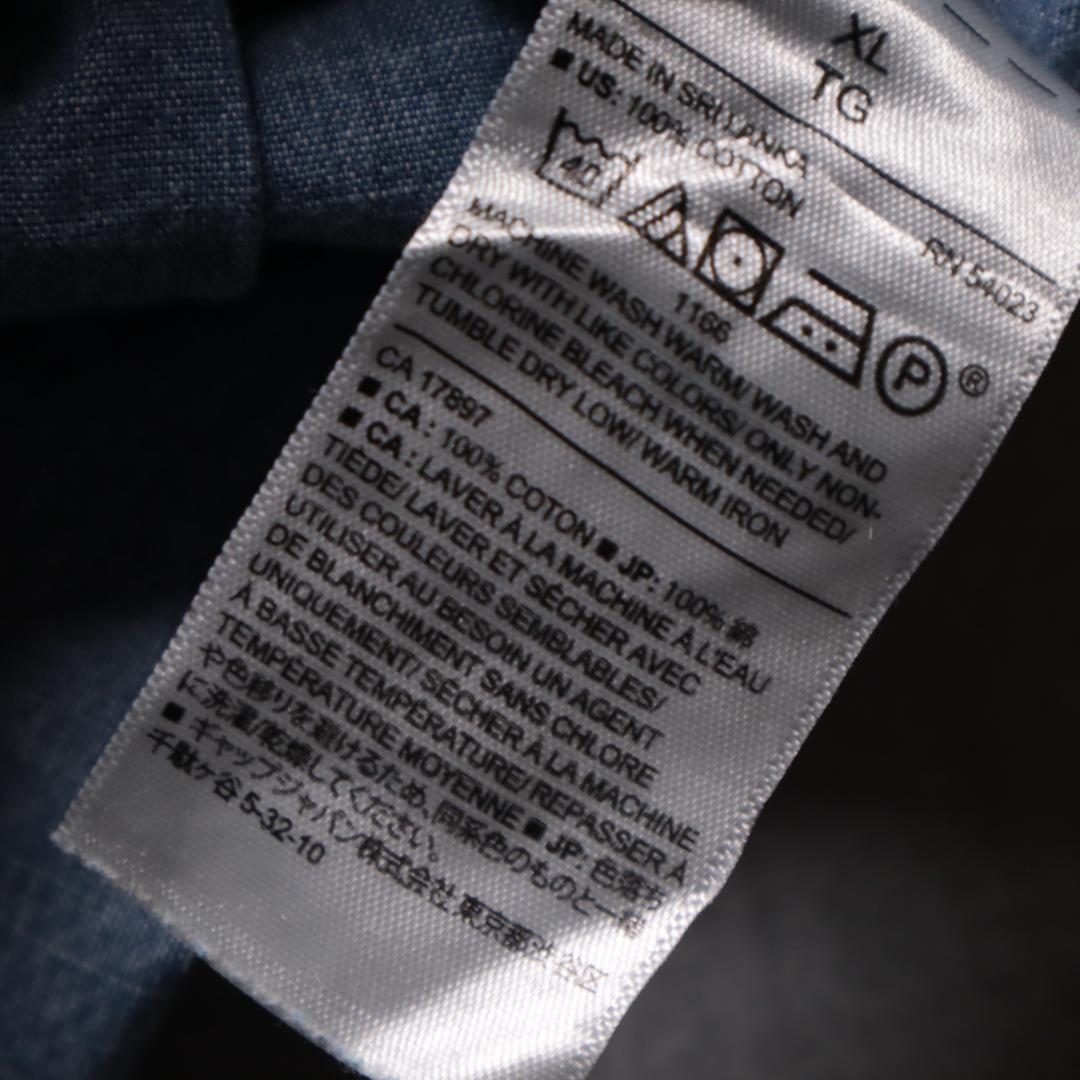 XL
TG
RN 54023
MADE IN SRI LANKA
■ US: 100% COTTON
40
1166
P ®
MACHINE WASH WARM/ WASH AND
DRY WITH LIKE COLORS/ ONLY NON-
CHLORINE BLEACH WHEN NEEDED/
TUMBLE DRY LOW/ WARM IRON
CA 17897
■ CA : 100% COTON ■ JP: 100% 綿
■ CA : LAVER À LA MACHINE À L'EAU
TIÈDE/ LAVER ET SÉCHER AVEC
DES COULEURS SEMBLABLES/
UTILISER AU BESOIN UN AGENT
DE BLANCHIMENT SANS CHLORE
UNIQUEMENT/ SÉCHER À LA MACHINE
À BASSE TEMPÉRATURE/ REPASSER À
TEMPÉRATURE MOYENNE ■ JP: 色落ち
や色移りを避けるため、同系色のものと一緒
に洗濯/乾燥してください。
■ ギャップジャパン株式会社 東京都渋谷区
千駄ケ谷 5-32-10